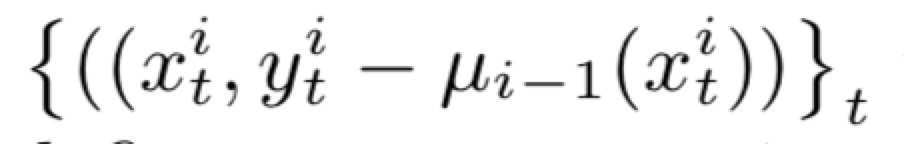 {((x_t^i, y_t^i − μ_{i−1}(x_t^i))}_t